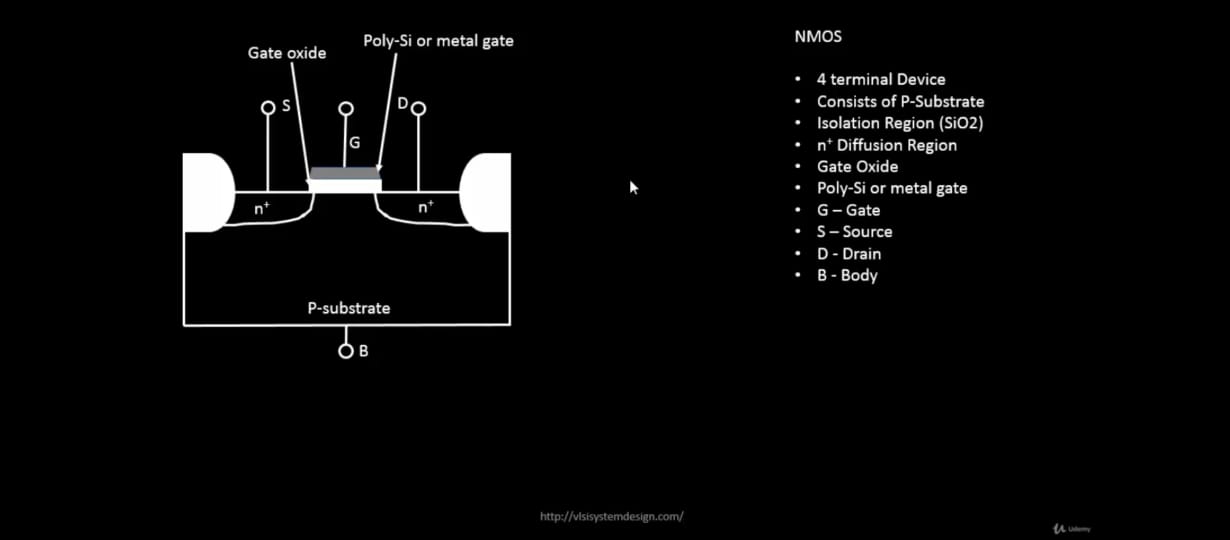 Gate oxide
Poly-Si or metal gate
S
D
G
n⁺
n⁺
P-substrate
B
NMOS
• 4 terminal Device
• Consists of P-Substrate
• Isolation Region (SiO2)
• n⁺ Diffusion Region
• Gate Oxide
• Poly-Si or metal gate
• G – Gate
• S – Source
• D - Drain
• B - Body
http://vlsisystemdesign.com/
Udemy